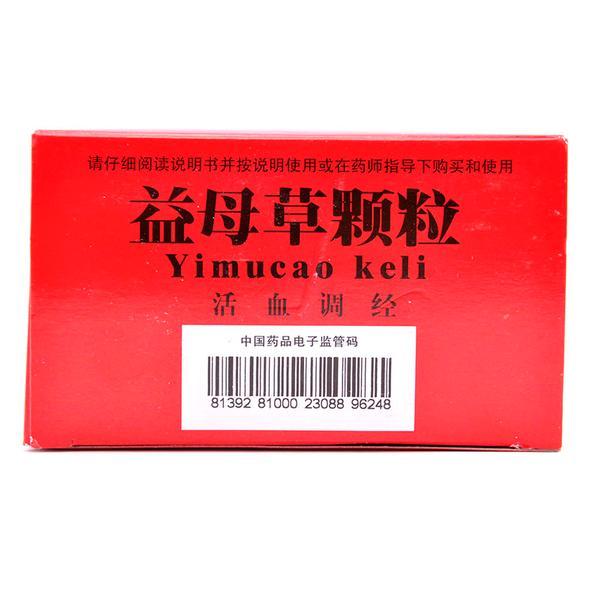 请仔细阅读说明书并按说明使用或在药师指导下购买和使用
益母草颗粒
Yimucao keli
活血调经
中国药品电子监管码
81392 81000 23088 96248